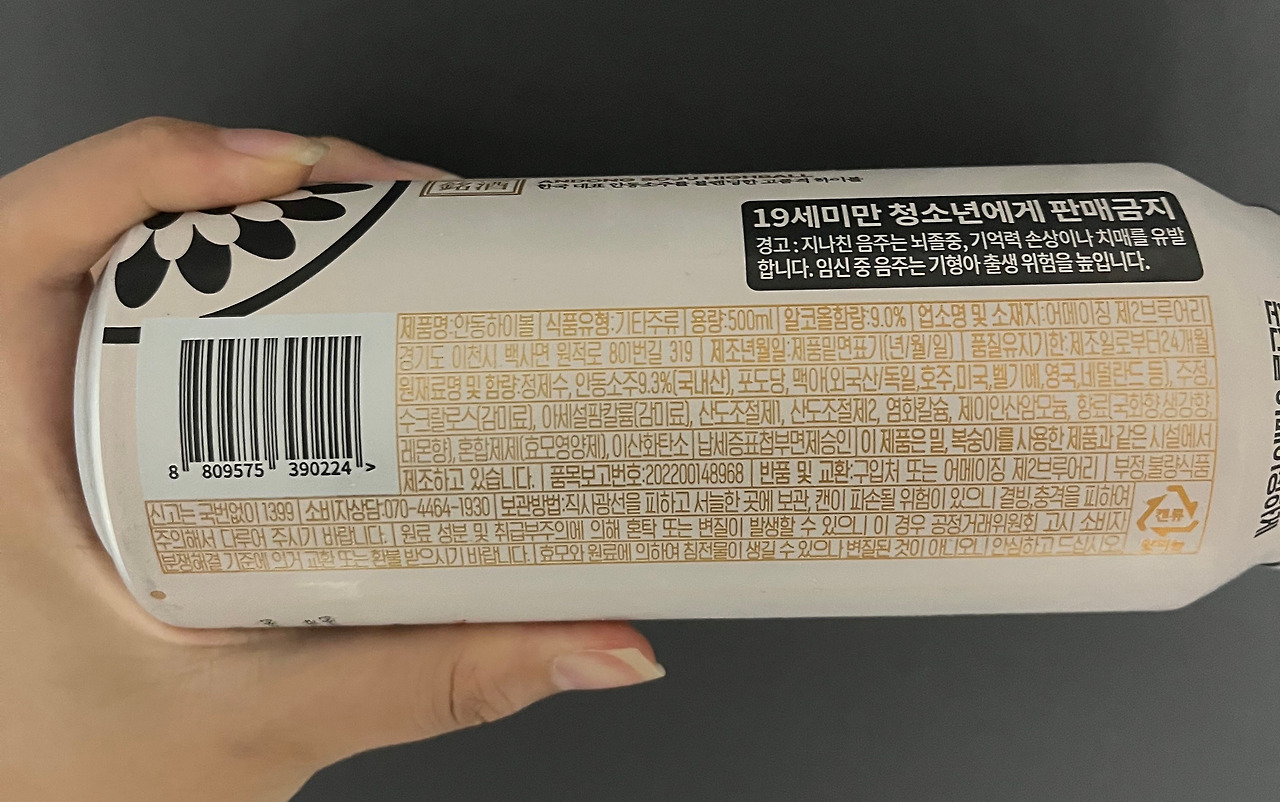 銘酒
ANDONG SOJU HIGHBALL
한국 대표 안동소주를 블렌딩한 고품격 하이볼
19세미만 청소년에게 판매금지
경고 : 지나친 음주는 뇌졸중, 기억력 손상이나 치매를 유발
합니다. 임신 중 음주는 기형아 출생 위험을 높입니다.
제품명:안동하이볼 | 식품유형:기타주류 | 용량:500ml | 알코올함량:9.0% | 업소명 및 소재지:어메이징 제2브루어리
경기도 이천시 백사면 원적로 801번길 319 | 제조년월일:제품밑면표기(년/월/일) | 품질유지기한:제조일로부터24개월
원재료명 및 함량:정제수, 안동소주9.3%(국내산), 포도당, 맥아(외국산/독일,호주,미국,벨기에,영국,네덜란드 등), 주정,
수크랄로스(감미료), 아세설팜칼륨(감미료), 산도조절제1, 산도조절제2, 염화칼슘, 제이인산암모늄, 향료(국화향,생강향,
레몬향), 혼합제제(효모영양제), 이산화탄소 납세증표첩부면제승인 | 이 제품은 밀, 복숭아를 사용한 제품과 같은 시설에서
제조하고 있습니다. | 품목보고번호:202200148968 | 반품 및 교환:구입처 또는 어메이징 제2브루어리 | 부정,불량식품
신고는 국번없이 1399 | 소비자상담:070-4464-1930 | 보관방법:직사광선을 피하고 서늘한 곳에 보관, 캔이 파손될 위험이 있으니 결빙,충격을 피하여
주의해서 다루어 주시기 바랍니다. | 원료 성분 및 취급부주의에 의해 혼탁 또는 변질이 발생할 수 있으니 이 경우 공정거래위원회 고시 소비자
분쟁해결 기준에 의거 교환 또는 환불 받으시기 바랍니다. | 효모와 원료에 의하여 침전물이 생길 수 있으나 변질된 것이 아니오니 안심하고 드십시오
캔류
알미늄
8 809575 390224 >